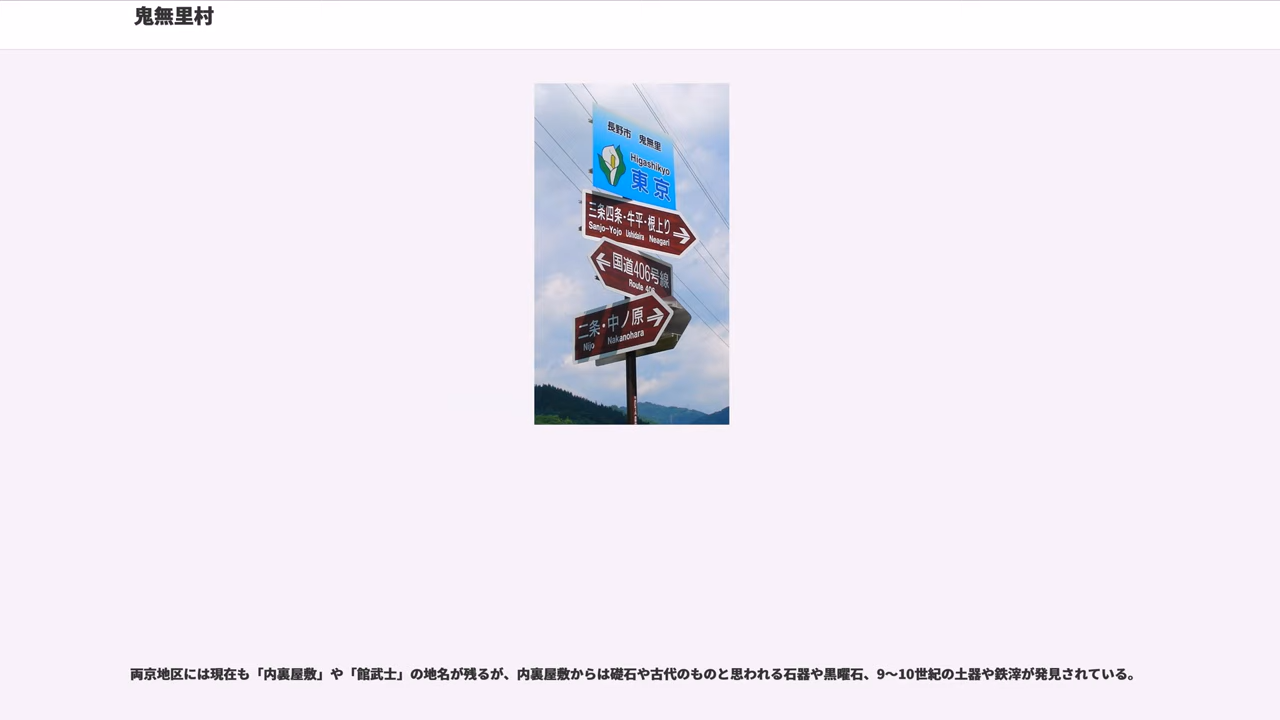 鬼無里村
長野市 鬼無里
Higashikyo
東京
三条四条・牛平・根上り
Sanjo-Yojo Ushidaira Neagari
国道406号線
Route 406
二条・中ノ原
Nijo Nakanohara
両京地区には現在も「内裏屋敷」や「館武士」の地名が残るが、内裏屋敷からは礎石や古代のものと思われる石器や黒曜石、9〜10世紀の土器や鉄滓が発見されている。